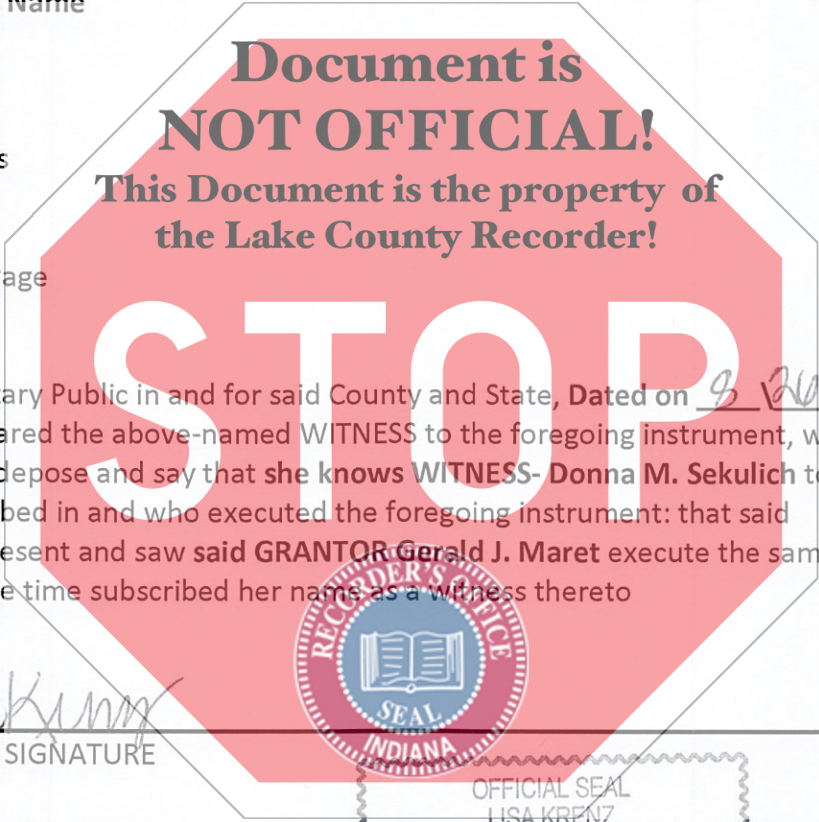 Name
Document is
NOT OFFICIAL!
This Document is the property of
the Lake County Recorder!
s
age
STOP
ary Public in and for said County and State, Dated on 8 \26
ared the above-named WITNESS to the foregoing instrument, w
depose and say that she knows WITNESS- Donna M. Sekulich to
bed in and who executed the foregoing instrument: that said
esent and saw said GRANTOR Gerald J. Maret execute the sam
e time subscribed her name as a witness thereto
RECORDER'S OFFICE
SEAL
INDIANA
SIGNATURE
OFFICIAL SEAL
LISA KRENZ